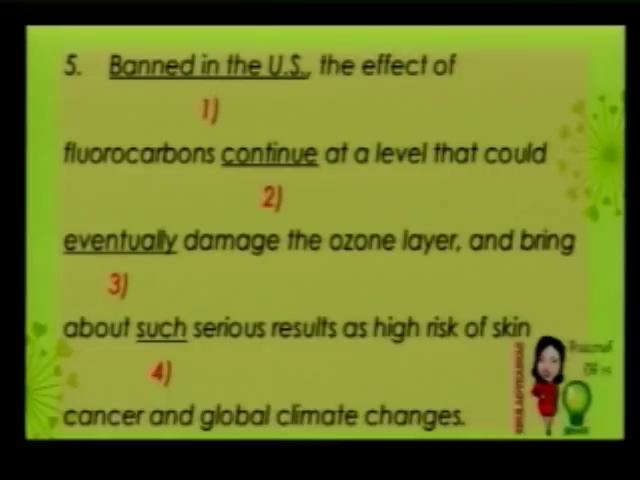 5. Banned in the U.S., the effect of
1)
fluorocarbons continue at a level that could
2)
eventually damage the ozone layer, and bring
3)
about such serious results as high risk of skin
4)
cancer and global climate changes.